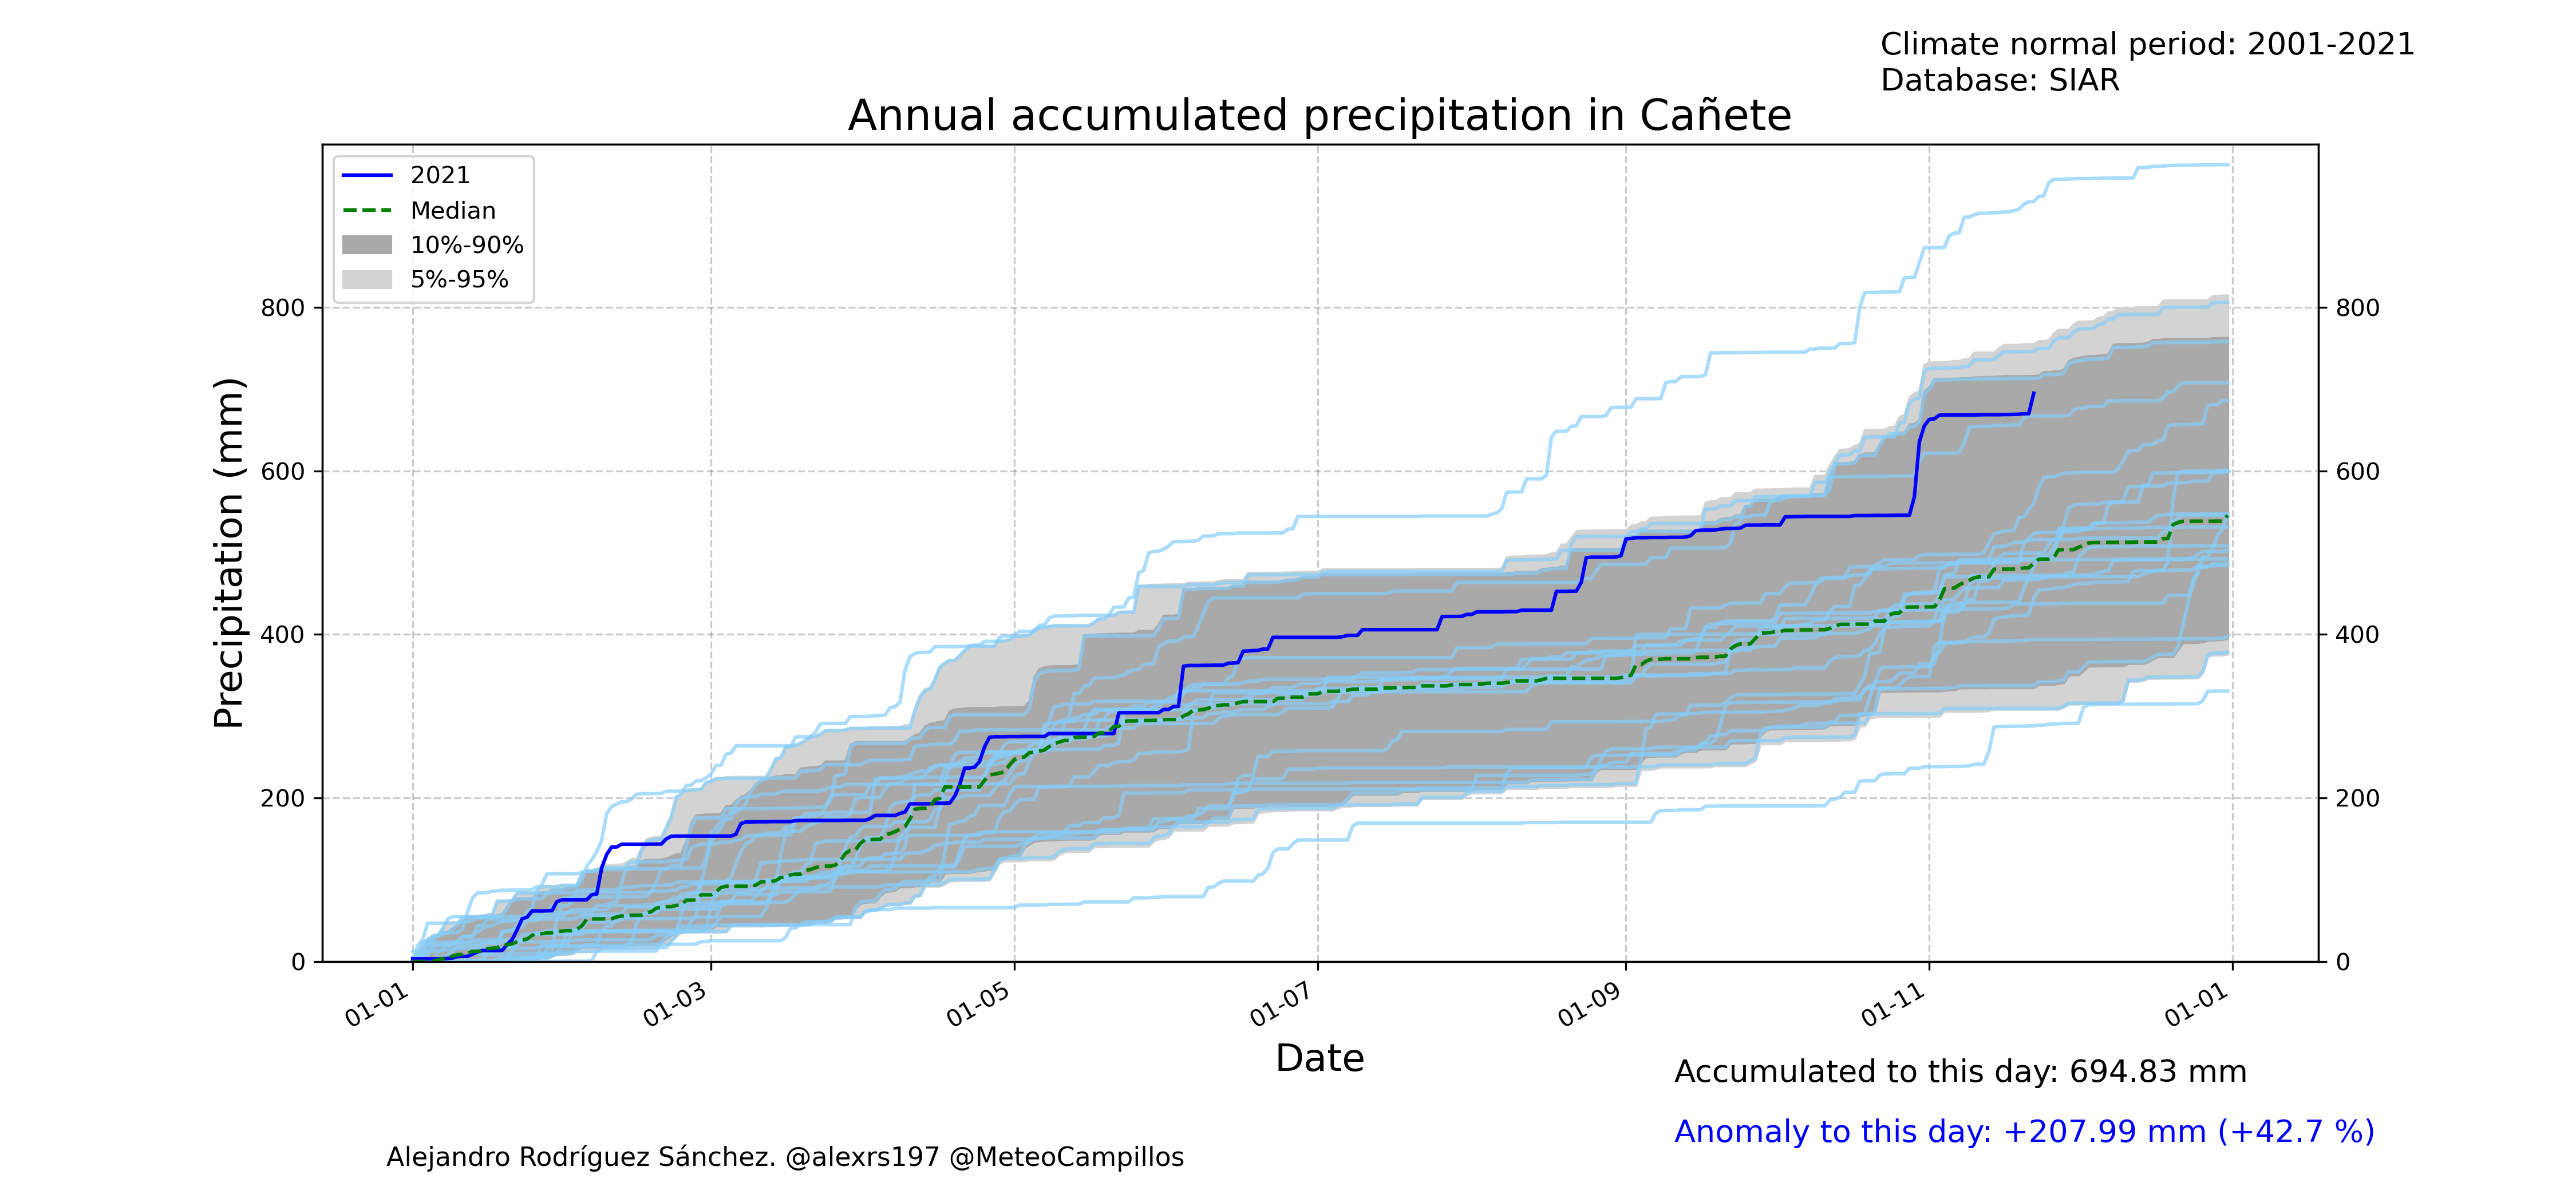 Climate normal period: 2001-2021
Database: SIAR
Annual accumulated precipitation in Cañete
2021
Median
10%-90%
5%-95%
Precipitation (mm)
800
600
400
200
0
800
600
400
200
0
01-01
01-03
01-05
01-07
01-09
01-11
01-01
Date
Accumulated to this day: 694.83 mm
Anomaly to this day: +207.99 mm (+42.7 %)
Alejandro Rodríguez Sánchez. @alexrs197 @MeteoCampillos